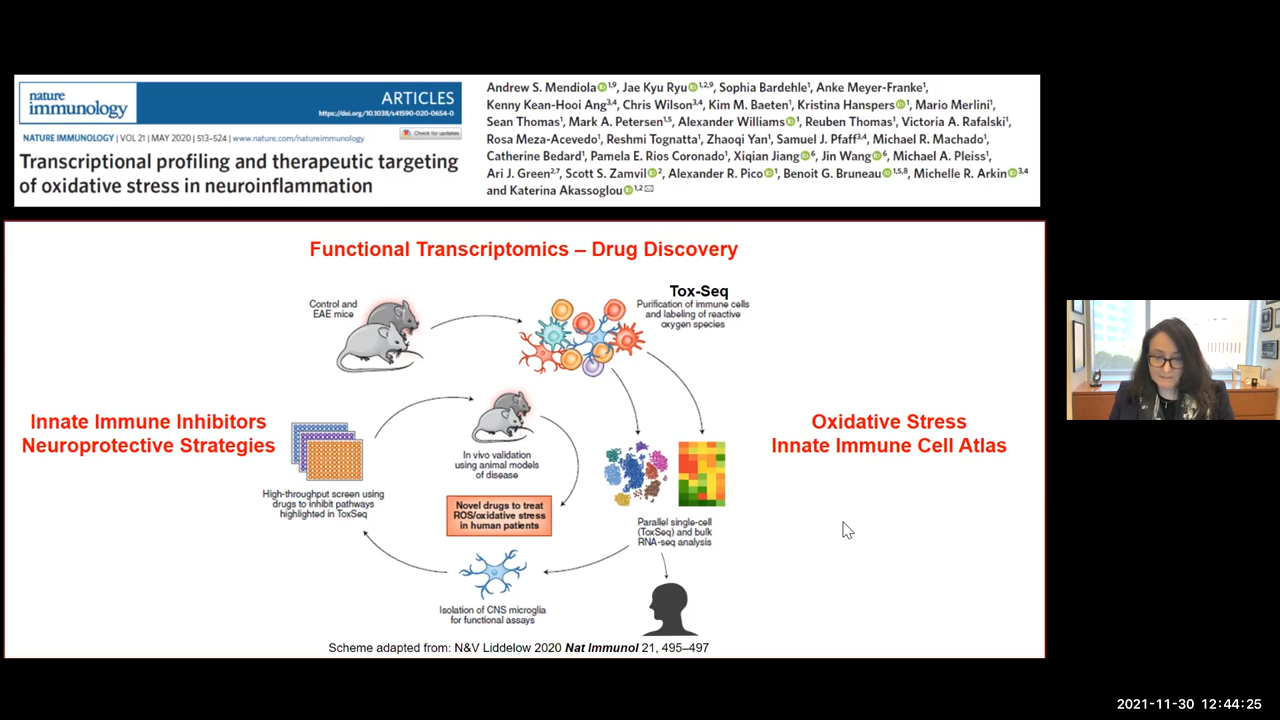 nature
immunology
ARTICLES
https://doi.org/10.1038/s41590-020-0654-0
NATURE IMMUNOLOGY | VOL 21 | MAY 2020 | 513–524 | www.nature.com/natureimmunology
Check for updates
Transcriptional profiling and therapeutic targeting
of oxidative stress in neuroinflammation
Andrew S. Mendiola1,9, Jae Kyu Ryu1,2,9, Sophia Bardehle1, Anke Meyer-Franke1,
Kenny Kean-Hooi Ang3,4, Chris Wilson3,4, Kim M. Baeten1, Kristina Hanspers1, Mario Merlini1,
Sean Thomas1, Mark A. Petersen1,5, Alexander Williams1, Reuben Thomas1, Victoria A. Rafalski1,
Rosa Meza-Acevedo1, Reshmi Tognatta1, Zhaoqi Yan1, Samuel J. Pfaff3,4, Michael R. Machado1,
Catherine Bedard1, Pamela E. Rios Coronado1, Xiqian Jiang6, Jin Wang6, Michael A. Pleiss1,
Ari J. Green2,7, Scott S. Zamvil2, Alexander R. Pico1, Benoit G. Bruneau1,5,8, Michelle R. Arkin3,4
and Katerina Akassoglou1,2
Functional Transcriptomics – Drug Discovery
Control and
EAE mice
Tox-Seq
Purification of immune cells
and labeling of reactive
oxygen species
Innate Immune Inhibitors
Neuroprotective Strategies
Oxidative Stress
Innate Immune Cell Atlas
In vivo validation
using animal models
of disease
High-throughput screen using
drugs to inhibit pathways
highlighted in ToxSeq
Novel drugs to treat
ROS/oxidative stress
in human patients
Parallel single-cell
(ToxSeq) and bulk
RNA-seq analysis
Isolation of CNS microglia
for functional assays
Scheme adapted from: N&V Liddelow 2020 Nat Immunol 21, 495–497
2021-11-30 12:44:25